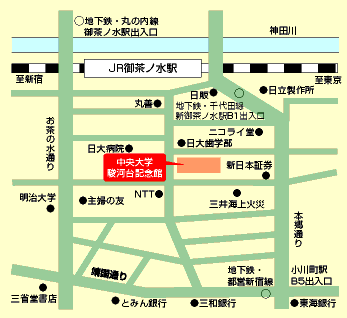 地下鉄・丸の内線
御茶ノ水駅出入口
神田川
JR御茶ノ水駅
至新宿
至東京
日販
日立製作所
丸善
地下鉄・千代田線
新御茶ノ水駅B1出入口
お茶の水通り
ニコライ堂
日大歯学部
日大病院
中央大学
駿河台記念館
新日本証券
明治大学
主婦の友
NTT
三井海上火災
本郷通り
靖国通り
地下鉄・
都営新宿線
小川町駅
B5出入口
三省堂書店
とみん銀行
三和銀行
東海銀行